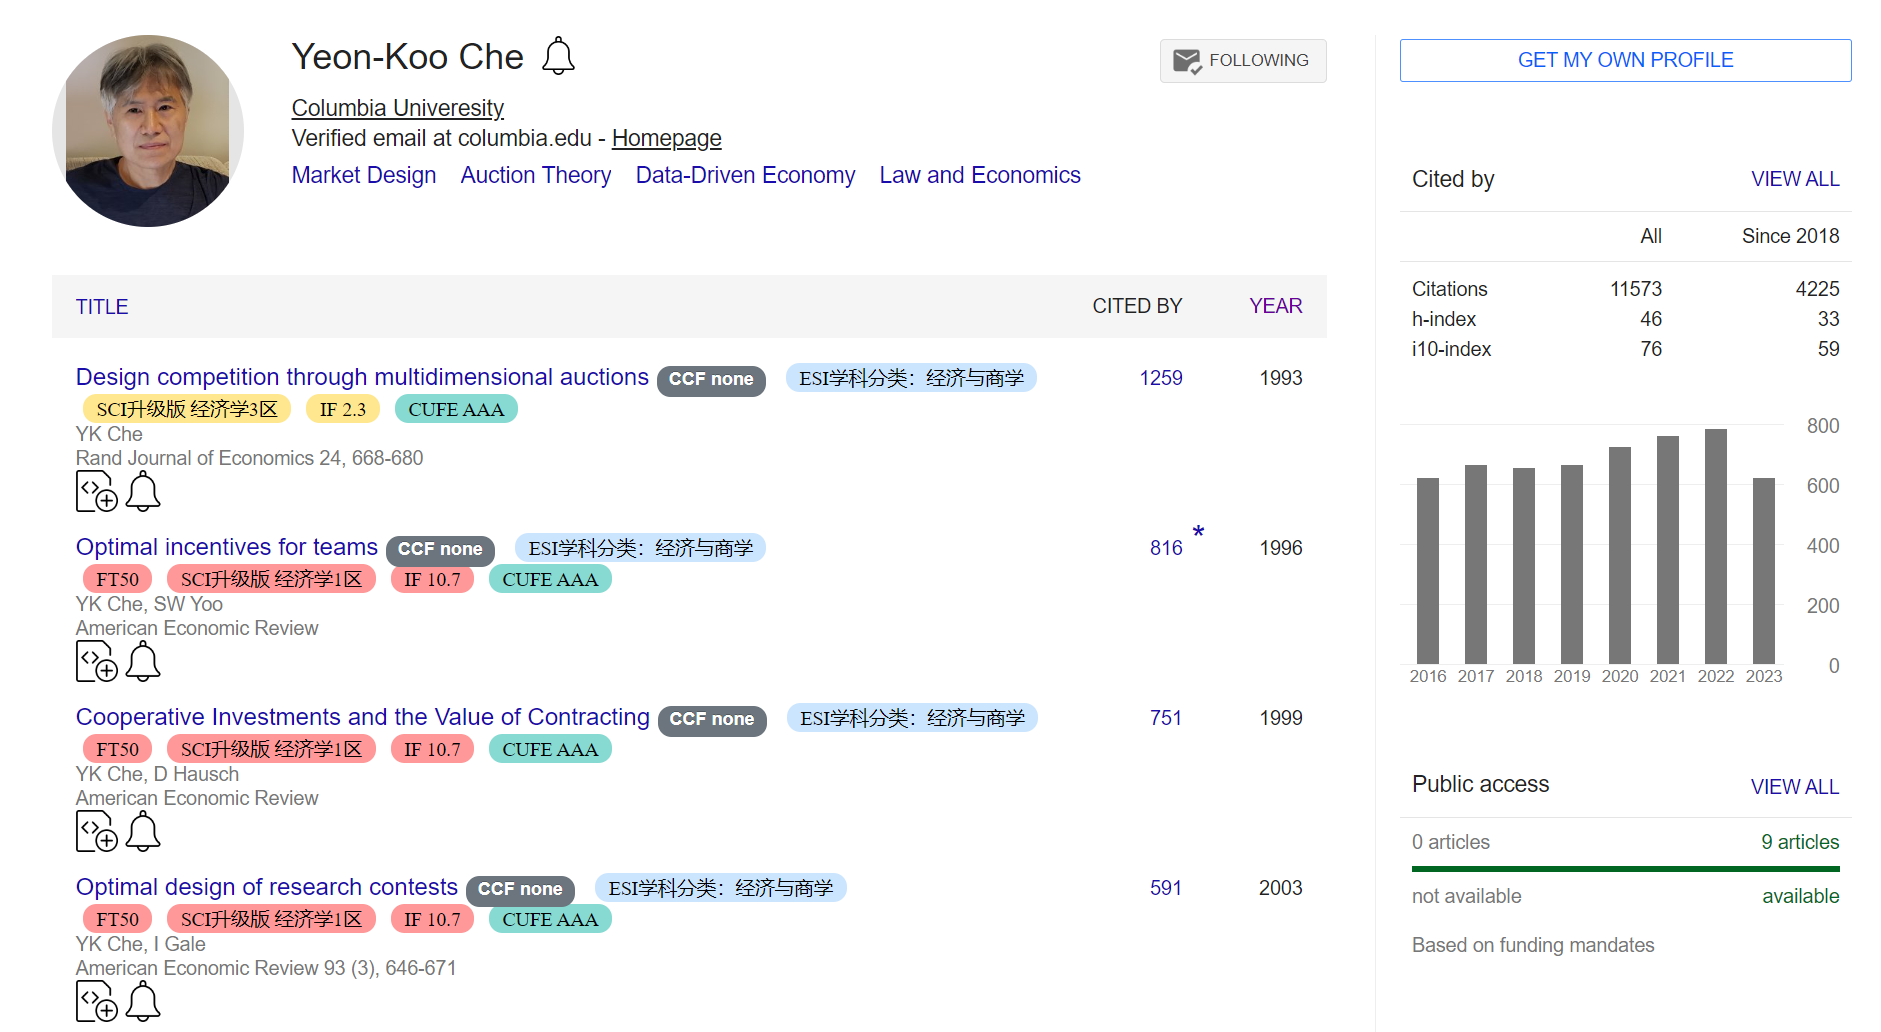 Yeon-Koo Che
FOLLOWING
Columbia Univeresity
Verified email at columbia.edu - Homepage
Market Design Auction Theory Data-Driven Economy Law and Economics
TITLE CITED BY YEAR
Design competition through multidimensional auctions CCF none ESI学科分类：经济与商学 1259 1993
SCI升级版 经济学3区 IF 2.3 CUFE AAA
YK Che
Rand Journal of Economics 24, 668-680
Optimal incentives for teams CCF none ESI学科分类：经济与商学 816 * 1996
FT50 SCI升级版 经济学1区 IF 10.7 CUFE AAA
YK Che, SW Yoo
American Economic Review
Cooperative Investments and the Value of Contracting CCF none ESI学科分类：经济与商学 751 1999
FT50 SCI升级版 经济学1区 IF 10.7 CUFE AAA
YK Che, D Hausch
American Economic Review
Optimal design of research contests CCF none ESI学科分类：经济与商学 591 2003
FT50 SCI升级版 经济学1区 IF 10.7 CUFE AAA
YK Che, I Gale
American Economic Review 93 (3), 646-671
GET MY OWN PROFILE
Cited by VIEW ALL
All Since 2018
Citations 11573 4225
h-index 46 33
i10-index 76 59
800
600
400
200
0
2016 2017 2018 2019 2020 2021 2022 2023
Public access VIEW ALL
0 articles 9 articles
not available available
Based on funding mandates